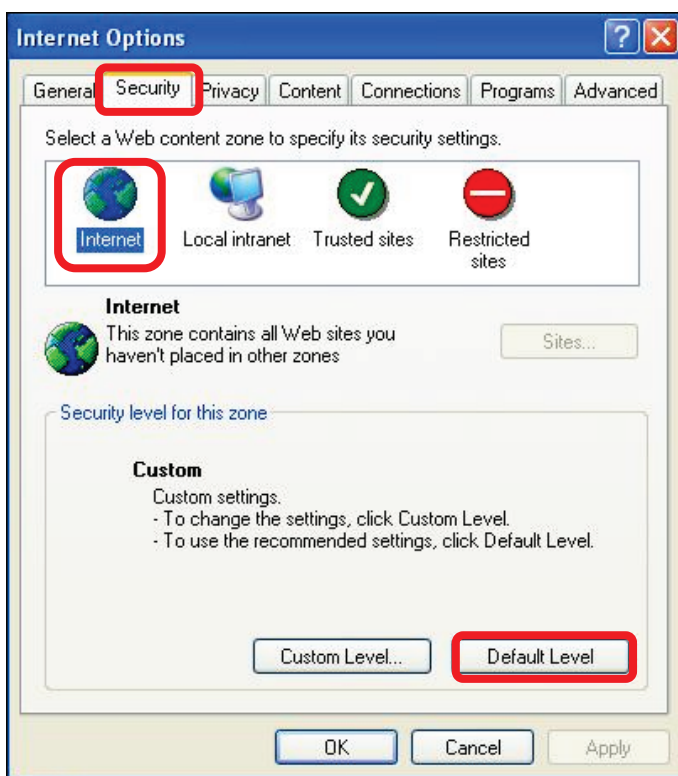 Internet Options
General Security Privacy Content Connections Programs Advanced
Select a Web content zone to specify its security settings.
Internet Local intranet Trusted sites Restricted
sites
Internet
This zone contains all Web sites you
haven't placed in other zones
Sites...
Security level for this zone
Custom
Custom settings.
- To change the settings, click Custom Level.
- To use the recommended settings, click Default Level.
Custom Level... Default Level
OK Cancel Apply